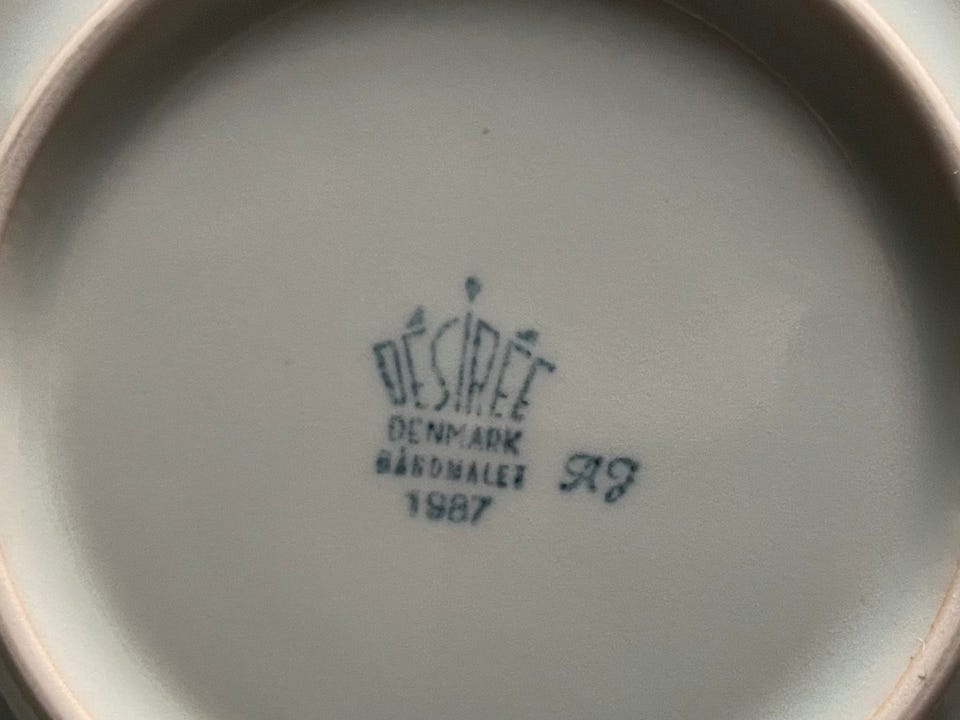 DÉSIRÉE
DENMARK
HÅNDMALET AJ
1987